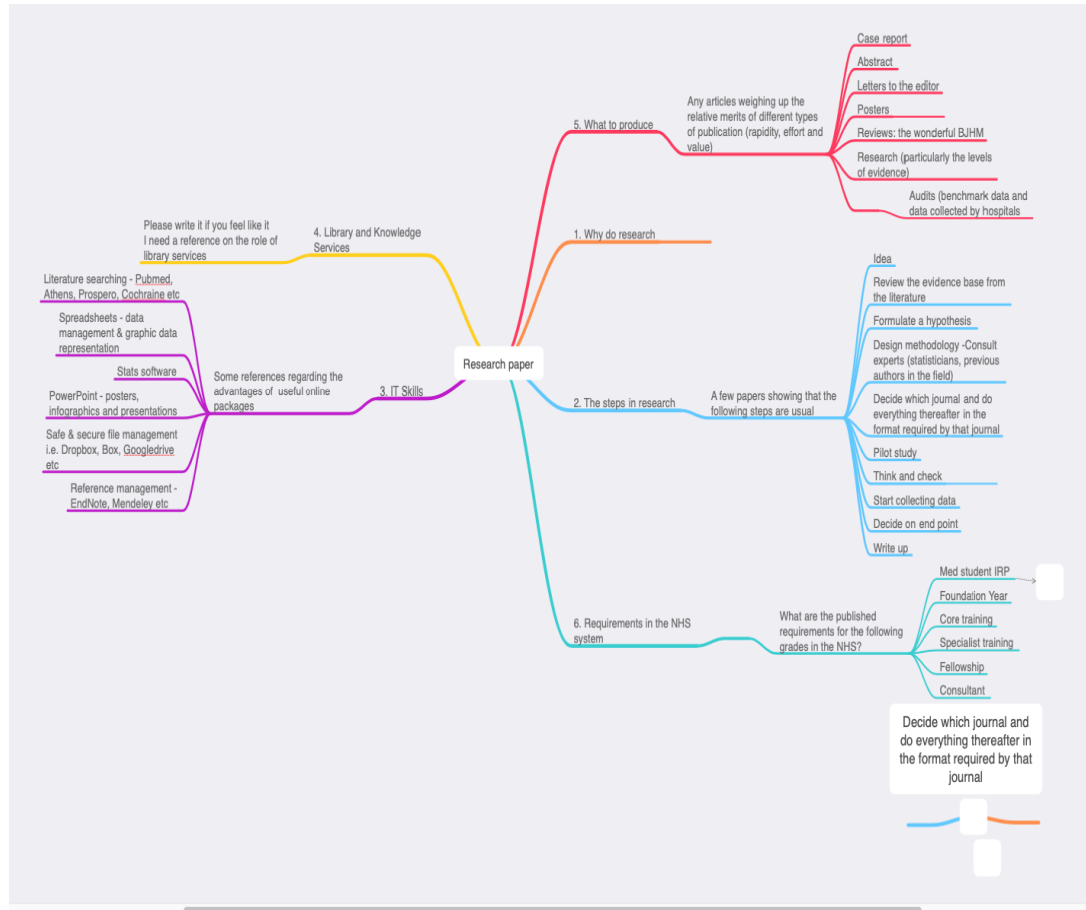 Research paper
5. What to produce
Any articles weighing up the
relative merits of different types
of publication (rapidity, effort and
value)
Case report
Abstract
Letters to the editor
Posters
Reviews: the wonderful BJHM
Research (particularly the levels
of evidence)
Audits (benchmark data and
data collected by hospitals
1. Why do research
2. The steps in research
A few papers showing that the
following steps are usual
Idea
Review the evidence base from
the literature
Formulate a hypothesis
Design methodology -Consult
experts (statisticians, previous
authors in the field)
Decide which journal and do
everything thereafter in the
format required by that journal
Pilot study
Think and check
Start collecting data
Decide on end point
Write up
6. Requirements in the NHS
system
What are the published
requirements for the following
grades in the NHS?
Med student IRP
Foundation Year
Core training
Specialist training
Fellowship
Consultant
Decide which journal and
do everything thereafter in
the format required by that
journal
4. Library and Knowledge
Services
Please write it if you feel like it
I need a reference on the role of
library services
3. IT Skills
Some references regarding the
advantages of useful online
packages
Literature searching - Pubmed,
Athens, Prospero, Cochraine etc
Spreadsheets - data
management & graphic data
representation
Stats software
PowerPoint - posters,
infographics and presentations
Safe & secure file management
i.e. Dropbox, Box, Googledrive
etc
Reference management -
EndNote, Mendeley etc